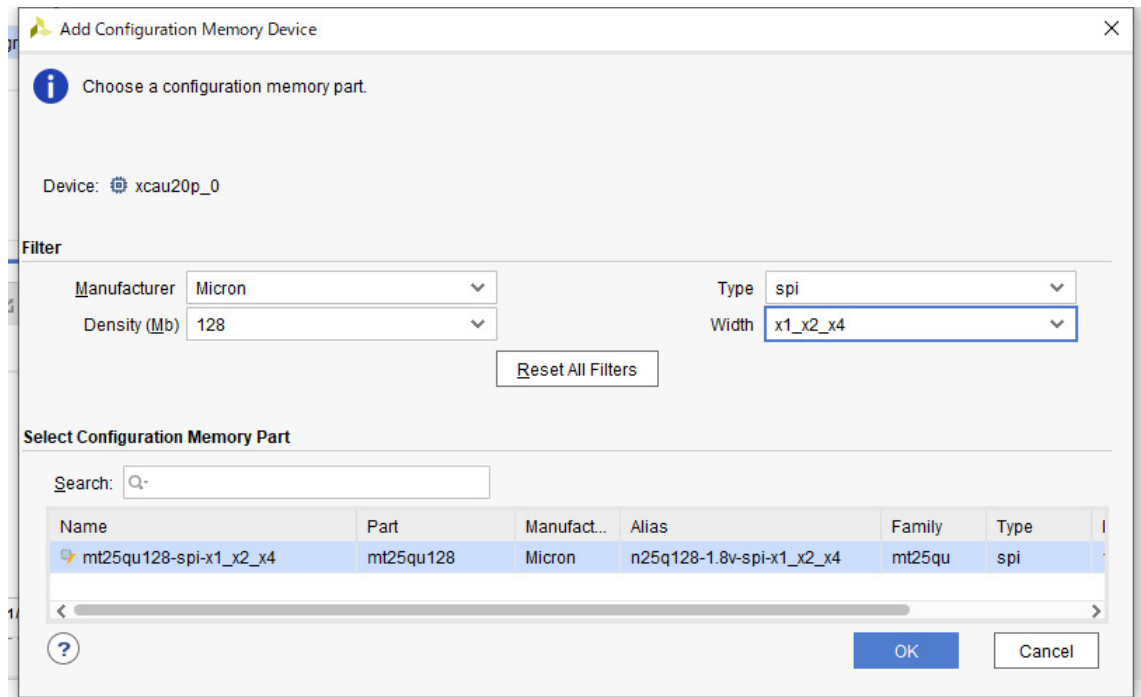 Add Configuration Memory Device
Choose a configuration memory part.
Device: xcau20p_0
Filter
Manufacturer Micron Type spi
Density (Mb) 128 Width x1_x2_x4
Reset All Filters
Select Configuration Memory Part
Search:
Name Part Manufact... Alias Family Type
mt25qu128-spi-x1_x2_x4 mt25qu128 Micron n25q128-1.8v-spi-x1_x2_x4 mt25qu spi
?
OK Cancel